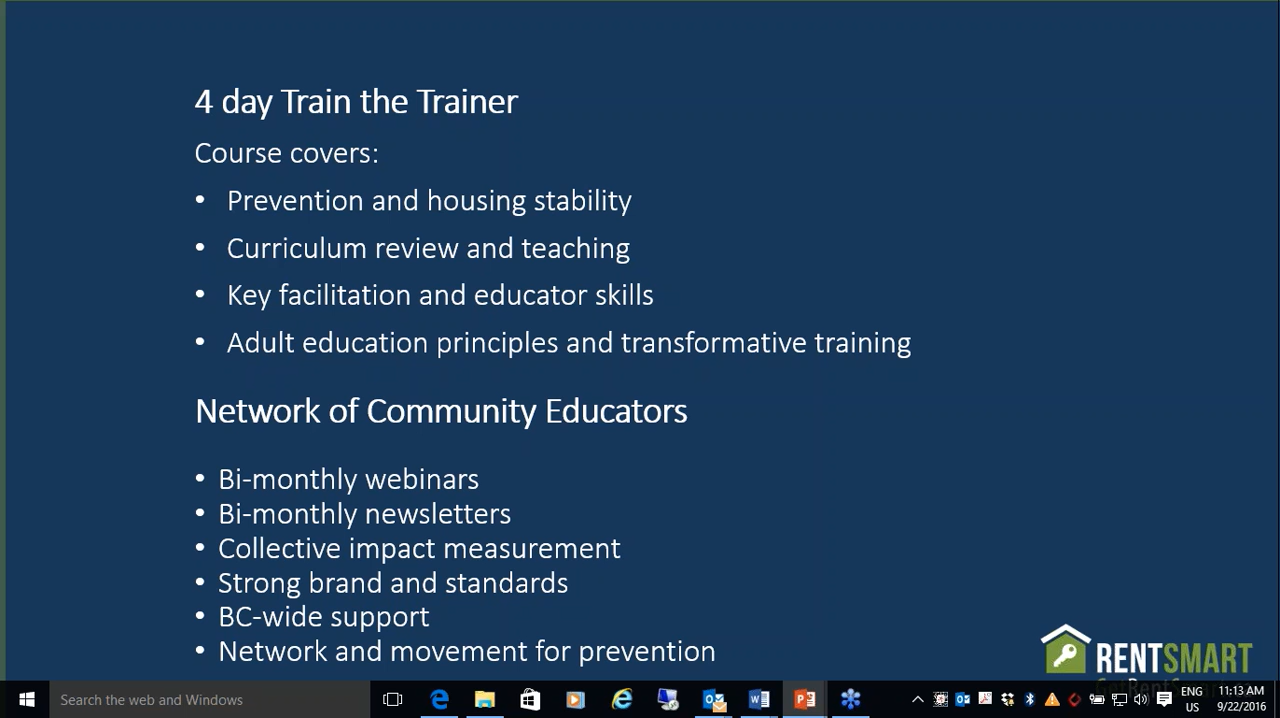 4 day Train the Trainer
Course covers:
• Prevention and housing stability
• Curriculum review and teaching
• Key facilitation and educator skills
• Adult education principles and transformative training
Network of Community Educators
• Bi-monthly webinars
• Bi-monthly newsletters
• Collective impact measurement
• Strong brand and standards
• BC-wide support
• Network and movement for prevention
RENTSMART
Search the web and Windows
ENG
US
11:13 AM
9/22/2016